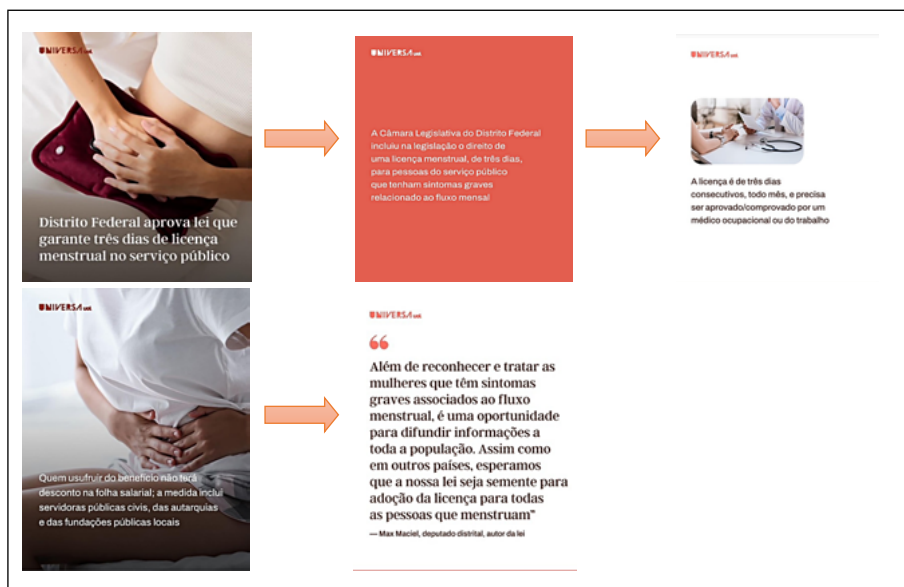 UNIVERSA uol
Distrito Federal aprova lei que
garante três dias de licença
menstrual no serviço público
UNIVERSA uol
A Câmara Legislativa do Distrito Federal
incluiu na legislação o direito de
uma licença menstrual, de três dias,
para pessoas do serviço público
que tenham sintomas graves
relacionado ao fluxo mensal
UNIVERSA uol
A licença é de três dias
consecutivos, todo mês, e precisa
ser aprovado/comprovado por um
médico ocupacional ou do trabalho
UNIVERSA uol
Quem usufruir do benefício não terá
desconto na folha salarial; a medida inclui
servidoras públicas civis, das autarquias
e das fundações públicas locais
UNIVERSA uol
“
Além de reconhecer e tratar as
mulheres que têm sintomas
graves associados ao fluxo
menstrual, é uma oportunidade
para difundir informações a
toda a população. Assim como
em outros países, esperamos
que a nossa lei seja semente para
adoção da licença para todas
as pessoas que menstruam”
— Max Maciel, deputado distrital, autor da lei